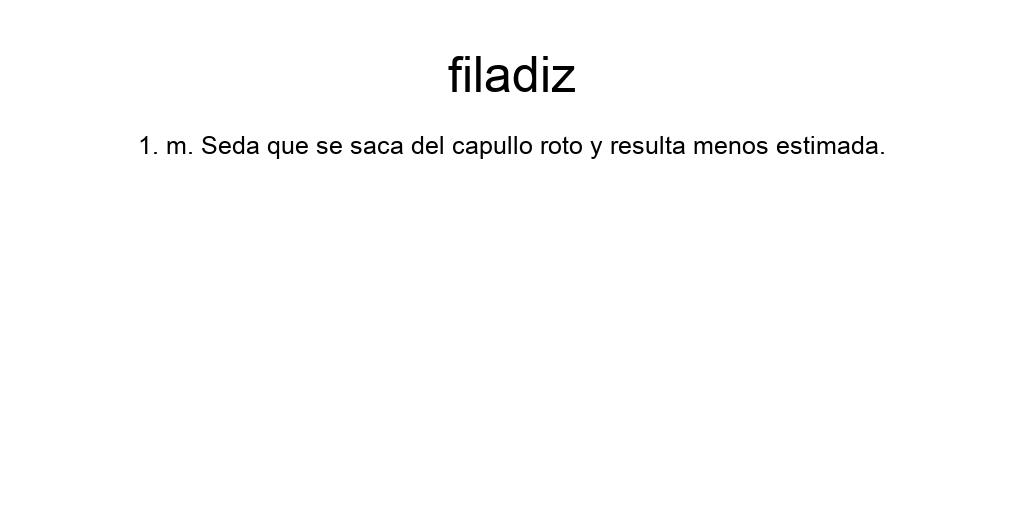 filadiz
1. m. Seda que se saca del capullo roto y resulta menos estimada.